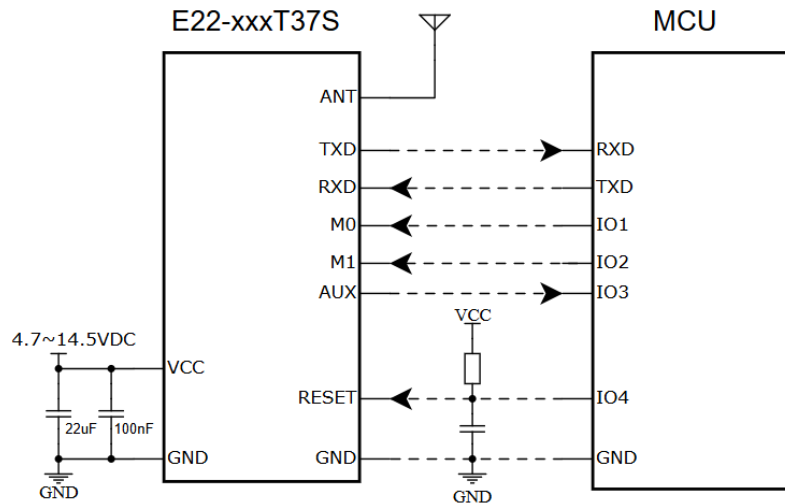 E22-xxxT37S
MCU
ANT
TXD
RXD
RXD
TXD
M0
IO1
M1
IO2
AUX
IO3
VCC
4.7~14.5VDC
VCC
RESET
IO4
22uF
100nF
GND
GND
GND
GND
GND